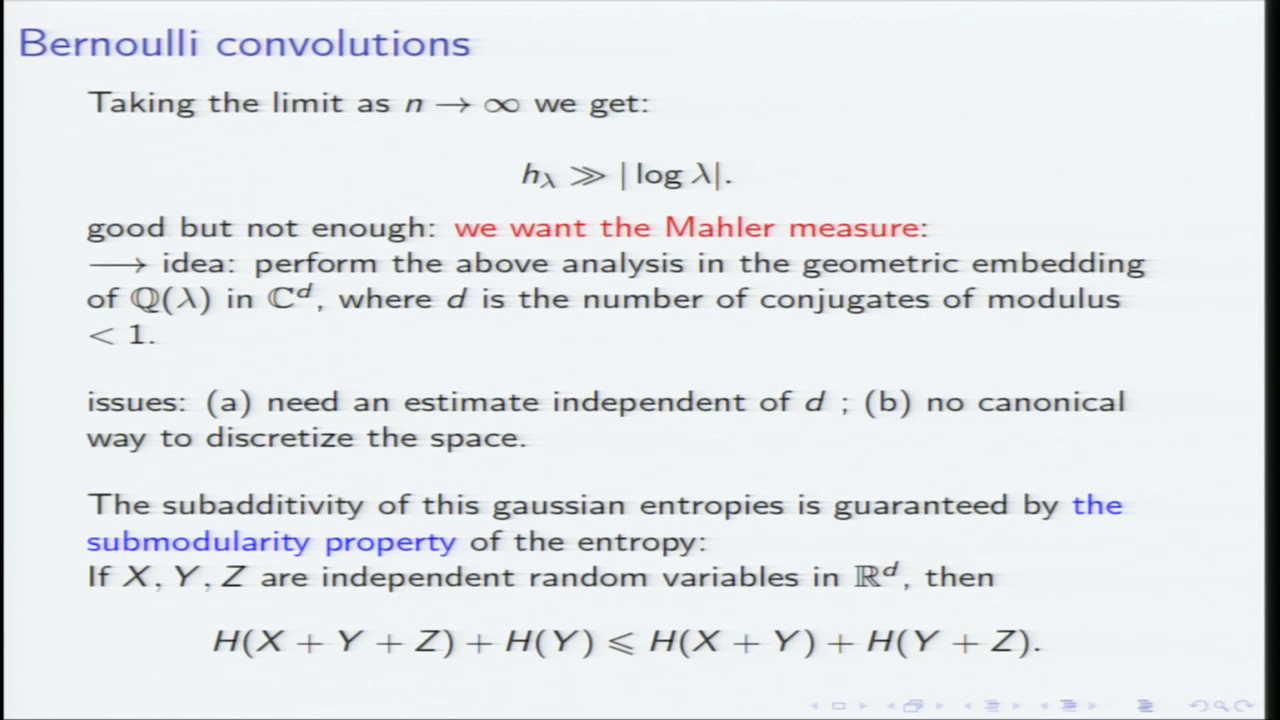 Bernoulli convolutions
Taking the limit as n → ∞ we get:
h_λ ≫ | log λ|.
good but not enough: we want the Mahler measure:
⟶ idea: perform the above analysis in the geometric embedding
of ℚ(λ) in ℂ^d, where d is the number of conjugates of modulus
< 1.
issues: (a) need an estimate independent of d ; (b) no canonical
way to discretize the space.
The subadditivity of this gaussian entropies is guaranteed by the
submodularity property of the entropy:
If X, Y, Z are independent random variables in ℝ^d, then
H(X + Y + Z) + H(Y) ⩽ H(X + Y) + H(Y + Z).